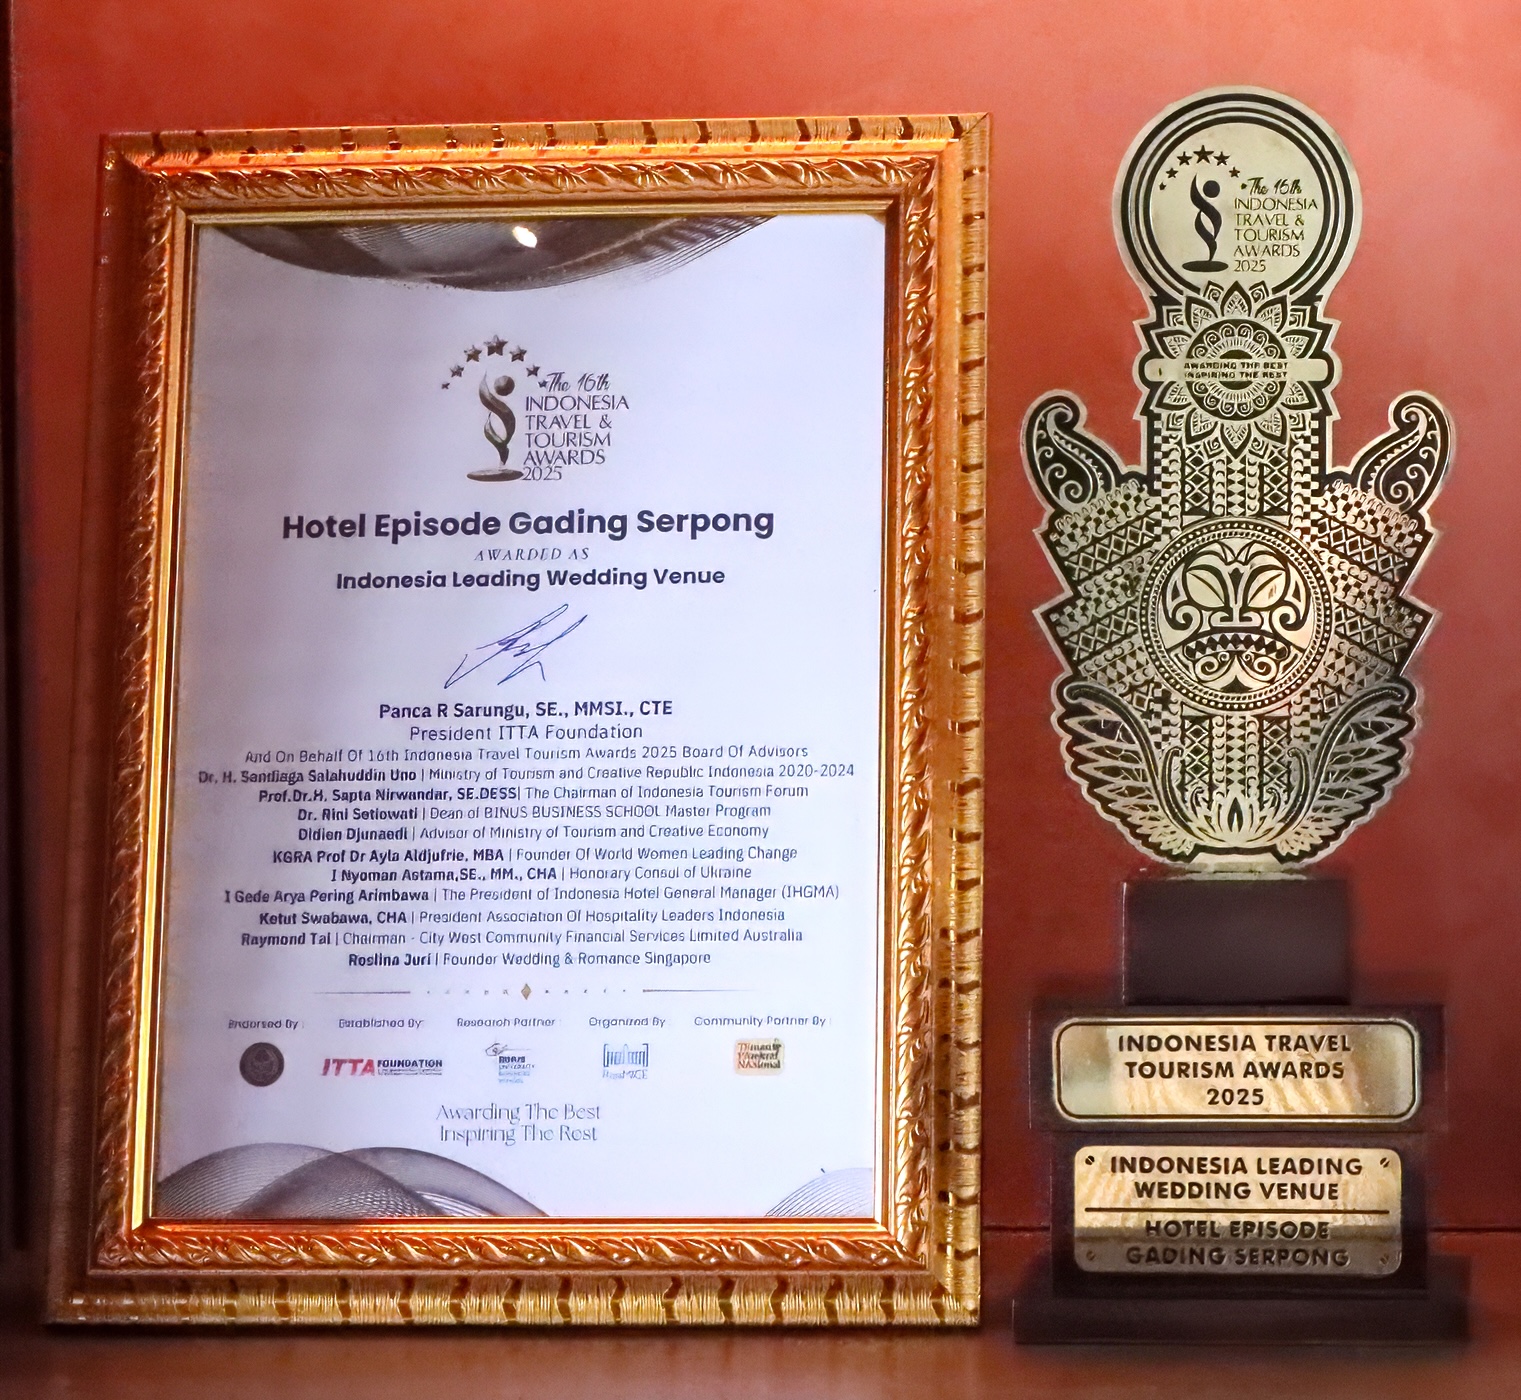 The 16th
INDONESIA
TRAVEL &
TOURISM
AWARDS
2025
Hotel Episode Gading Serpong
AWARDED AS
Indonesia Leading Wedding Venue
Panca R Sarungu, SE., MMSI., CTE
President ITTA Foundation
And On Behalf Of 16th Indonesia Travel Tourism Awards 2025 Board Of Advisors
Dr. H. Sandiaga Salahuddin Uno | Ministry of Tourism and Creative Republic Indonesia 2020-2024
Prof.Dr.H. Sapta Nirwandar, SE.DESS| The Chairman of Indonesia Tourism Forum
Dr. Rini Setiowati | Dean of BINUS BUSINESS SCHOOL Master Program
Didien Djunaedi | Advisor of Ministry of Tourism and Creative Economy
KGRA Prof Dr Ayla Aldjufrie, MBA | Founder Of World Women Leading Change
I Nyoman Astama,SE., MM., CHA | Honorary Consul of Ukraine
I Gede Arya Pering Arimbawa | The President of Indonesia Hotel General Manager (IHGMA)
Ketut Swabawa, CHA | President Association Of Hospitality Leaders Indonesia
Raymond Tal | Chairman - City West Community Financial Services Limited Australia
Roslina Juri | Founder Wedding & Romance Singapore
Endorsed By :
Established By:
Research Partner :
Organized By :
Community Partner By :
ITTA FOUNDATION
UNIVERSITY
Awarding The Best
Inspiring The Rest
The 16th
INDONESIA
TRAVEL &
TOURISM
AWARDS
2025
AWARDING THE BEST
INSPIRING THE REST
INDONESIA TRAVEL
TOURISM AWARDS
2025
INDONESIA LEADING
WEDDING VENUE
HOTEL EPISODE
GADING SERPONG